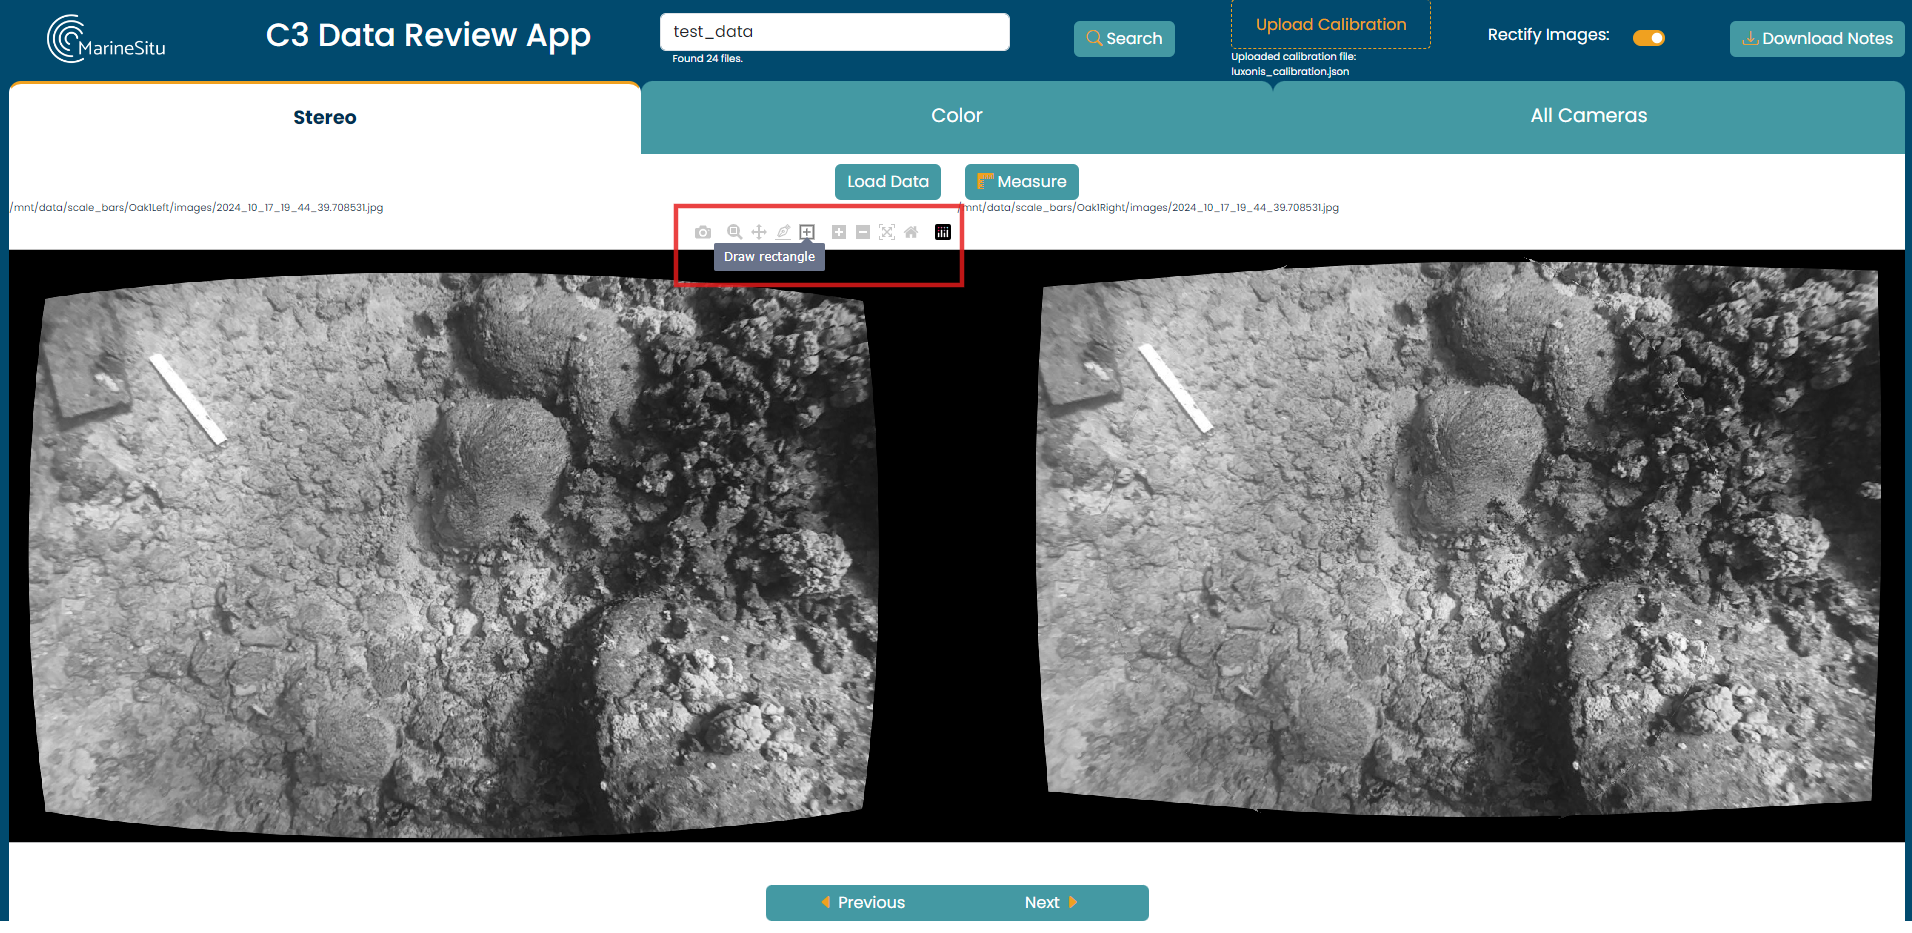 MarineSitu
C3 Data Review App
test_data
Found 24 files.
Search
Upload Calibration
Uploaded calibration file:
luxonis_calibration.json
Rectify Images:
Download Notes
Stereo
Color
All Cameras
Load Data
Measure
/mnt/data/scale_bars/Oak1Left/images/2024_10_17_19_44_39.708531.jpg
/mnt/data/scale_bars/Oak1Right/images/2024_10_17_19_44_39.708531.jpg
Draw rectangle
Previous
Next